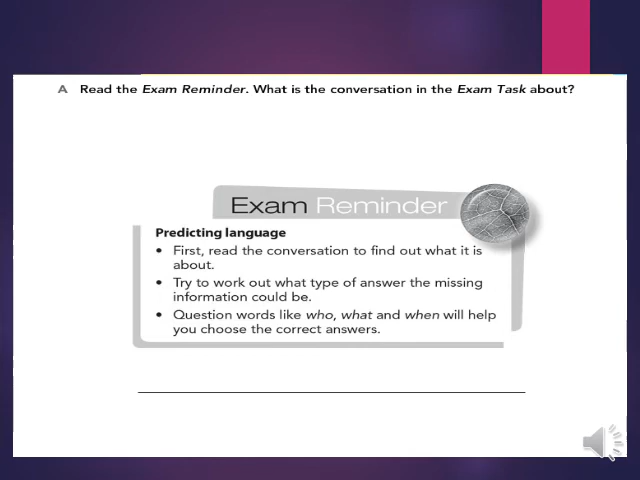 A Read the Exam Reminder. What is the conversation in the Exam Task about?
Exam Reminder
Predicting language
• First, read the conversation to find out what it is
about.
• Try to work out what type of answer the missing
information could be.
• Question words like who, what and when will help
you choose the correct answers.